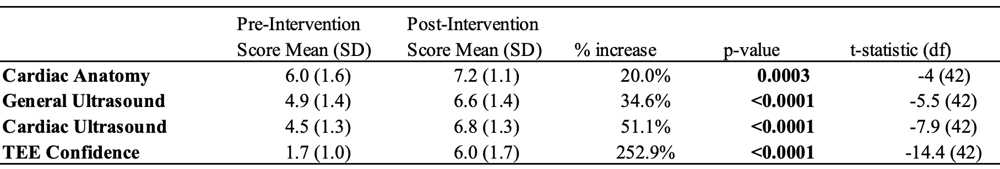 Pre-Intervention Post-Intervention
Score Mean (SD) Score Mean (SD) % increase p-value t-statistic (df)
Cardiac Anatomy 6.0 (1.6) 7.2 (1.1) 20.0% 0.0003 -4 (42)
General Ultrasound 4.9 (1.4) 6.6 (1.4) 34.6% <0.0001 -5.5 (42)
Cardiac Ultrasound 4.5 (1.3) 6.8 (1.3) 51.1% <0.0001 -7.9 (42)
TEE Confidence 1.7 (1.0) 6.0 (1.7) 252.9% <0.0001 -14.4 (42)